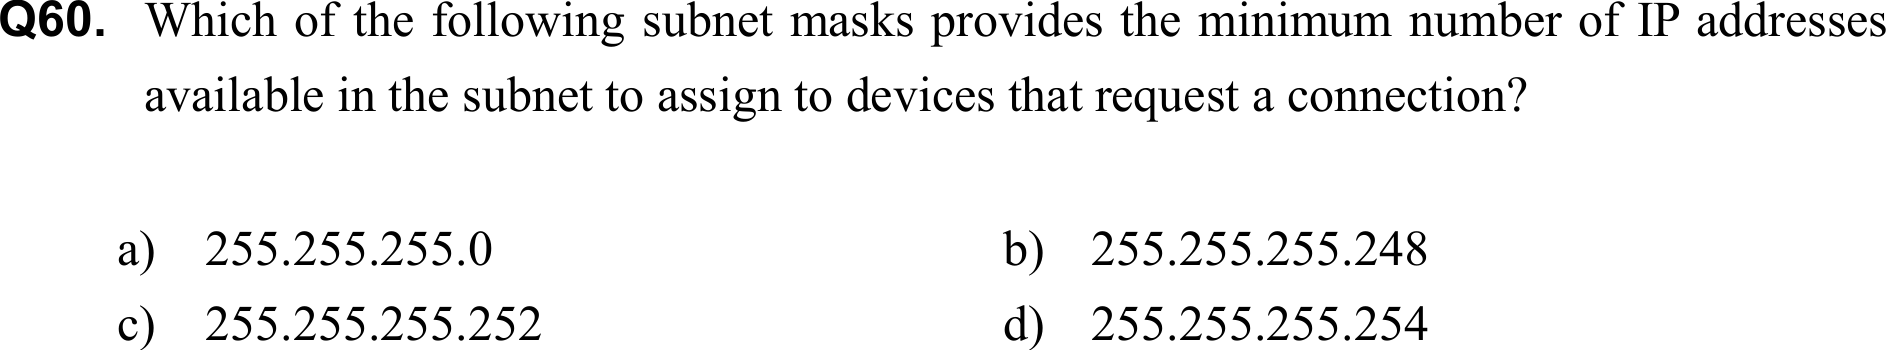 Q60. Which of the following subnet masks provides the minimum number of IP addresses
available in the subnet to assign to devices that request a connection?
a) 255.255.255.0 b) 255.255.255.248
c) 255.255.255.252 d) 255.255.255.254